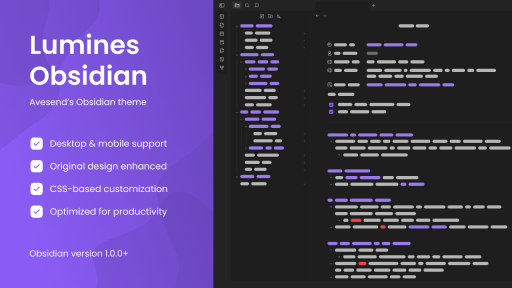 Lumines
Obsidian
Avesend's Obsidian theme
Desktop & mobile support
Original design enhanced
CSS-based customization
Optimized for productivity
Obsidian version 1.0.0+